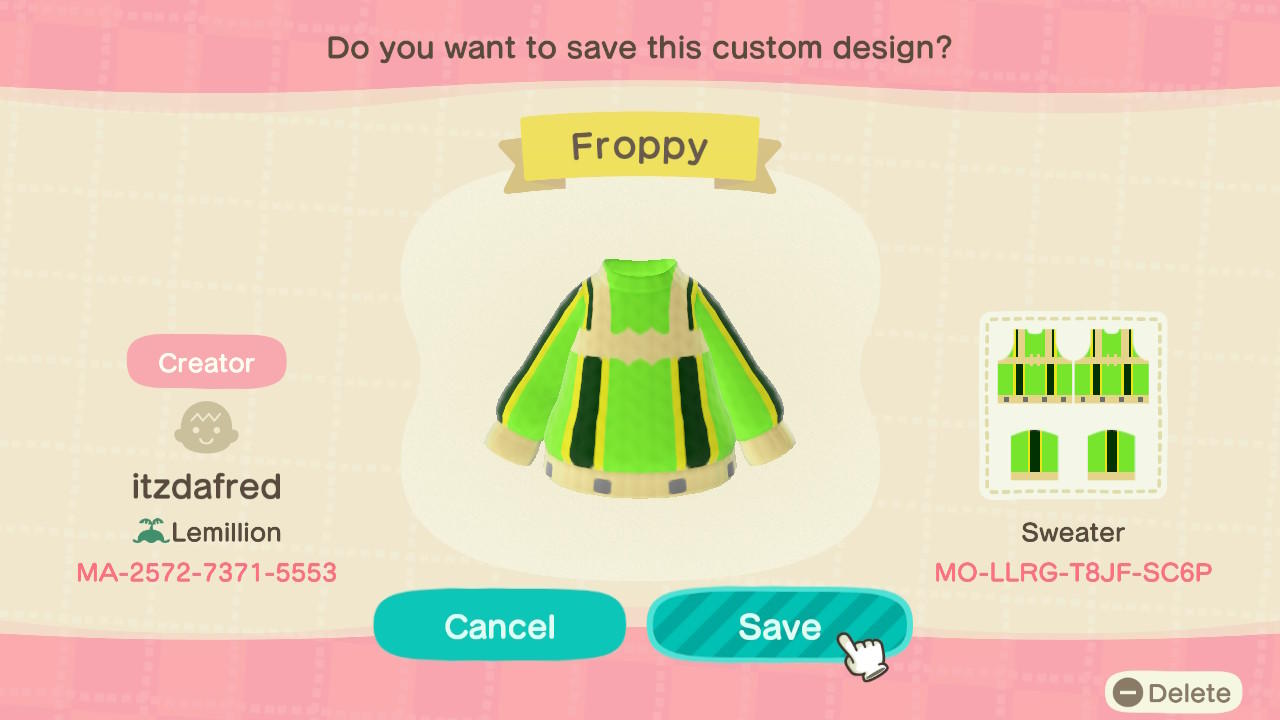 Do you want to save this custom design?
Froppy
Creator
itzdafred
Lemillion
MA-2572-7371-5553
Sweater
MO-LLRG-T8JF-SC6P
Cancel
Save
Delete